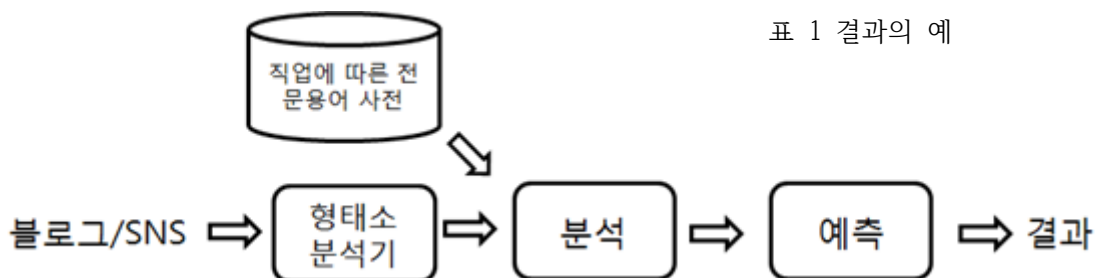 표 1 결과의 예
직업에 따른 전
문용어 사전
블로그/SNS
형태소
분석기
분석
예측
결과